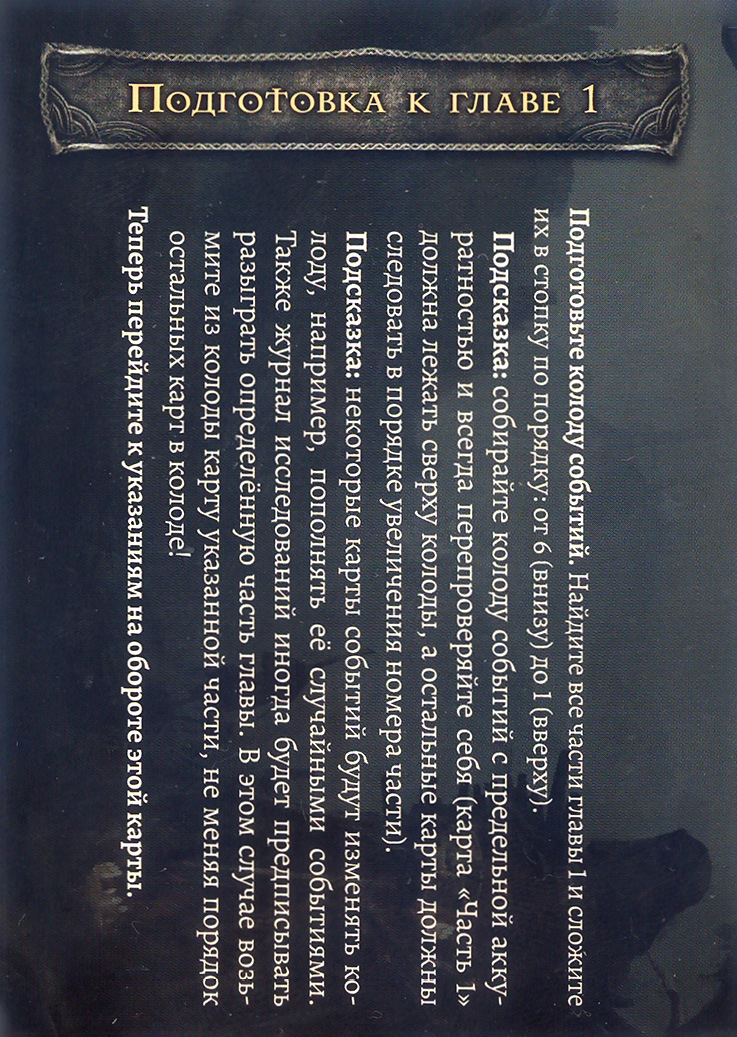 Подготовка к главе 1
Подготовьте колоду событий. Найдите все части главы 1 и сложите
их в стопку по порядку: от 6 (внизу) до 1 (вверху).
Подсказка: собирайте колоду событий с предельной акку-
ратностью и всегда перепроверяйте себя (карта «Часть 1»
должна лежать сверху колоды, а остальные карты должны
следовать в порядке увеличения номера части).
Подсказка: некоторые карты событий будут изменять ко-
лоду, например, пополнять её случайными событиями.
Также журнал исследований иногда будет предписывать
разыграть определённую часть главы. В этом случае возь-
мите из колоды карту указанной части, не меняя порядок
остальных карт в колоде!
Теперь перейдите к указаниям на обороте этой карты.